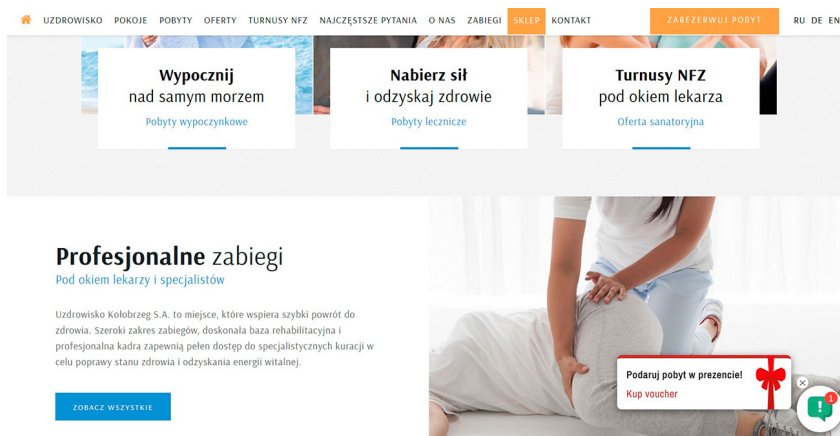 UZDROWISKO POKOJE POBYTY OFERTY TURNUSY NFZ NAJCZĘSTSZE PYTANIA O NAS ZABIEGI SKLEP KONTAKT ZAREZERWUJ POBYT RU DE EN
Wypocznij
nad samym morzem
Pobyty wypoczynkowe
Nabierz sił
i odzyskaj zdrowie
Pobyty lecznicze
Turnusy NFZ
pod okiem lekarza
Oferta sanatoryjna
Profesjonalne zabiegi
Pod okiem lekarzy i specjalistów
Uzdrowisko Kołobrzeg S.A. to miejsce, które wspiera szybki powrót do
zdrowia. Szeroki zakres zabiegów, doskonała baza rehabilitacyjna i
profesjonalna kadra zapewnią pełen dostęp do specjalistycznych kuracji w
celu poprawy stanu zdrowia i odzyskania energii witalnej.
ZOBACZ WSZYSTKIE
Podaruj pobyt w prezencie!
Kup voucher
1